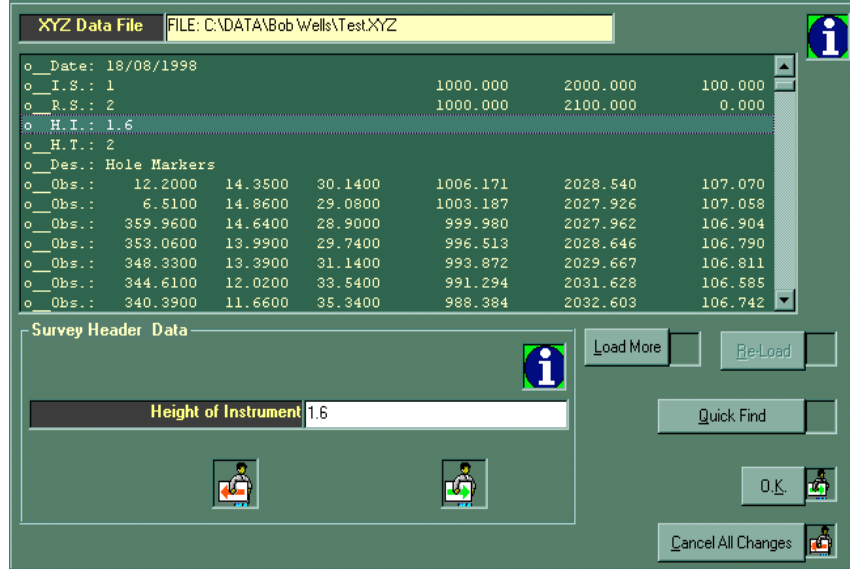 XYZ Data File FILE: C:\DATA\Bob Wells\Test.XYZ
o__Date: 18/08/1998
o__I.S.: 1 1000.000 2000.000 100.000
o__R.S.: 2 1000.000 2100.000 0.000
o__H.I.: 1.6
o__H.T.: 2
o__Des.: Hole Markers
o__Obs.: 12.2000 14.3500 30.1400 1006.171 2028.540 107.070
o__Obs.: 6.5100 14.8600 29.0800 1003.187 2027.926 107.058
o__Obs.: 359.9600 14.6400 28.9000 999.980 2027.962 106.904
o__Obs.: 353.0600 13.9900 29.7400 996.513 2028.646 106.790
o__Obs.: 348.3300 13.3900 31.1400 993.872 2029.667 106.811
o__Obs.: 344.6100 12.0200 33.5400 991.294 2031.628 106.585
o__Obs.: 340.3900 11.6600 35.3400 988.384 2032.603 106.742
Survey Header Data
Load More
Re-Load
Height of Instrument 1.6
Quick Find
O.K.
Cancel All Changes